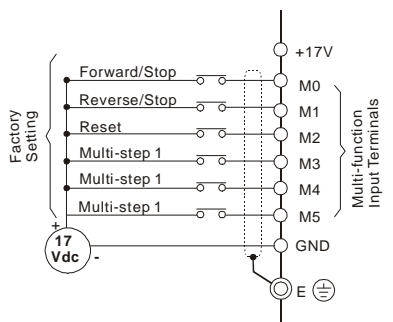 +17V
Forward/Stop
M0
Reverse/Stop
M1
Reset
M2
Multi-step 1
M3
Multi-step 1
M4
Multi-step 1
M5
Factory
Setting
Multi-function
Input Terminals
+
17
Vdc
-
GND
E